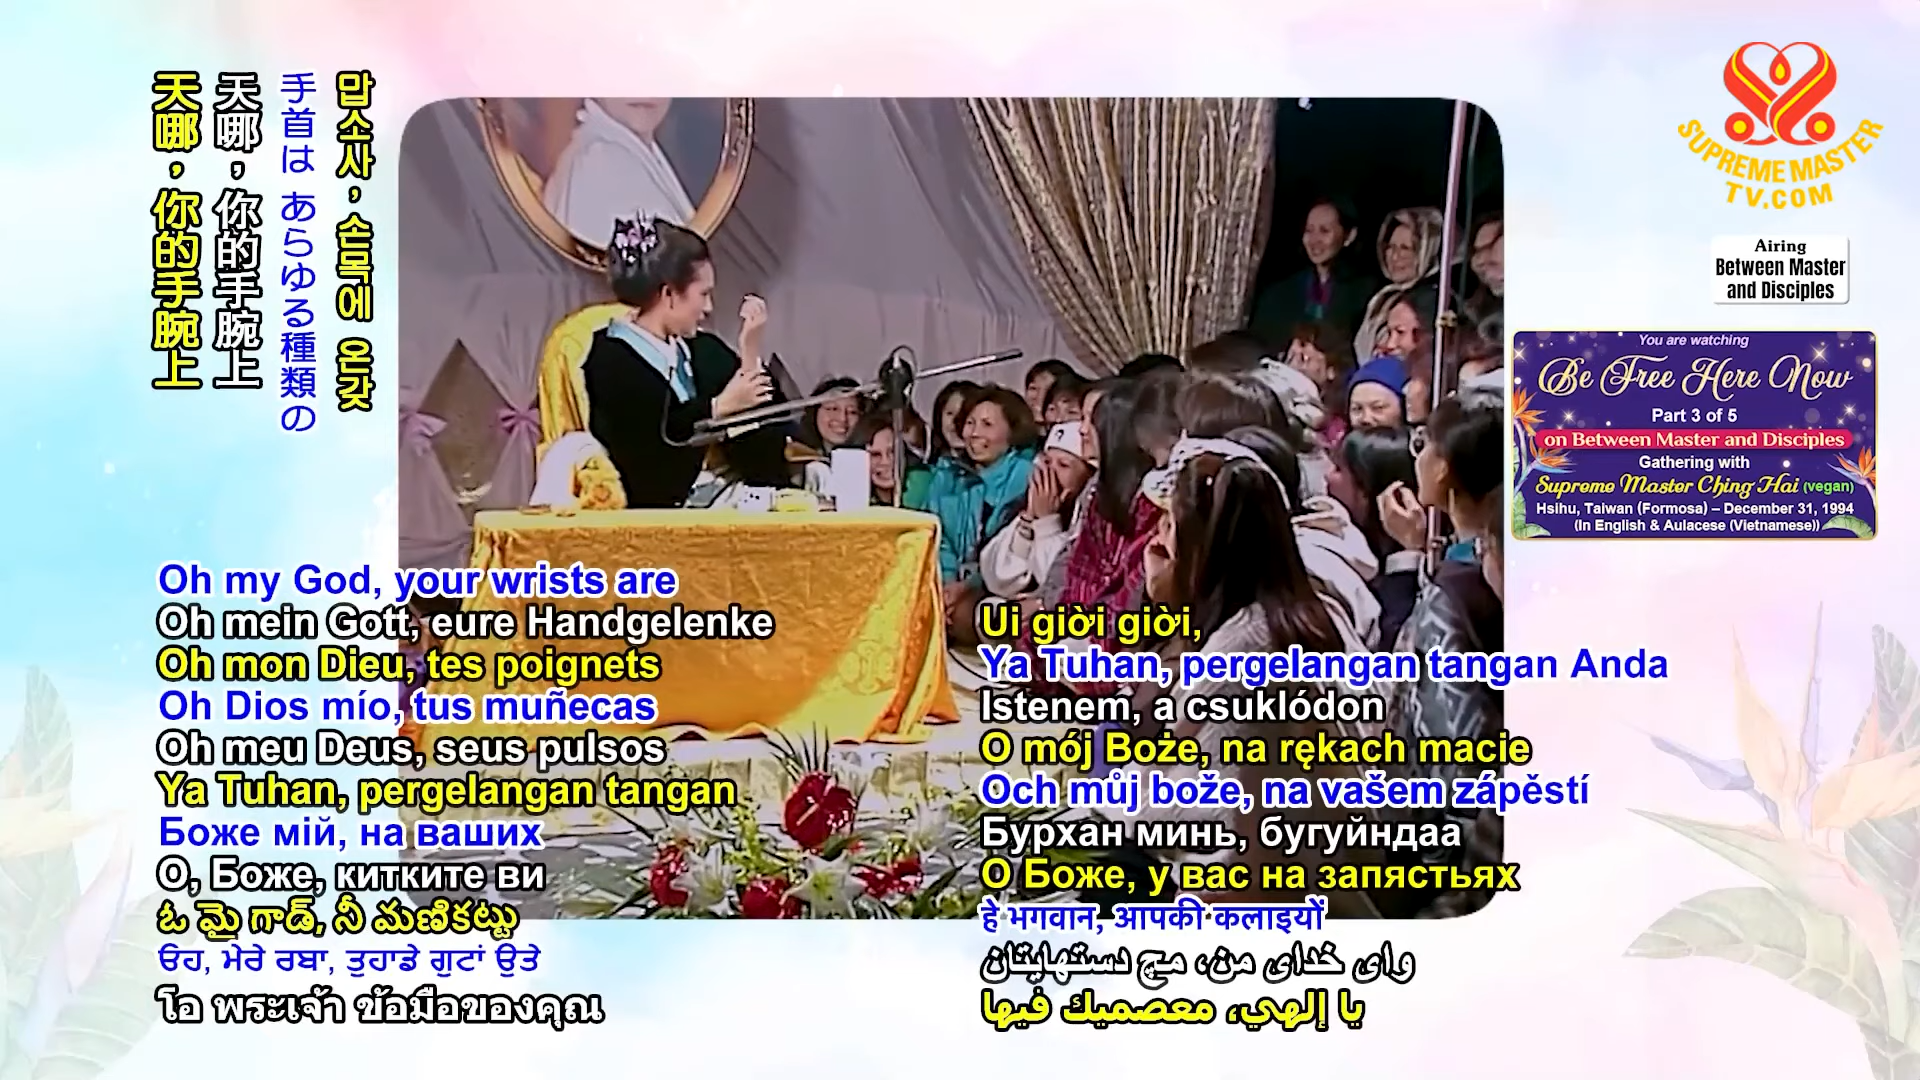 天哪，你的手腕上
天哪，你的手腕上
手首は あらゆる種類の
맙소사, 손목에 온갖
SUPREME MASTER
TV.COM
Airing
Between Master
and Disciples
You are watching
Be Free Here Now
Part 3 of 5
on Between Master and Disciples
Gathering with
Supreme Master Ching Hai (vegan)
Hsihu, Taiwan (Formosa) – December 31, 1994
(In English & Aulacese (Vietnamese))
Oh my God, your wrists are
Oh mein Gott, eure Handgelenke
Oh mon Dieu, tes poignets
Oh Dios mío, tus muñecas
Oh meu Deus, seus pulsos
Ya Tuhan, pergelangan tangan
Боже мій, на ваших
О, Боже, китките ви
ఓ మై గాడ్, నీ మణికట్టు
ਓਹ, ਮੇਰੇ ਰਬਾ, ਤੁਹਾਡੇ ਗੁਟਾਂ ਉਤੇ
โอ พระเจ้า ข้อมือของคุณ
Ui giời giời,
Ya Tuhan, pergelangan tangan Anda
Istenem, a csuklódon
O mój Boże, na rękach macie
Och můj bože, na vašem zápěstí
Бурхан минь, бугуйндаа
О Боже, у вас на запястьях
हे भगवान, आपकी कलाइयों
وای خدای من، مچ دستهایتان
يا إلهي، معصميك فيها